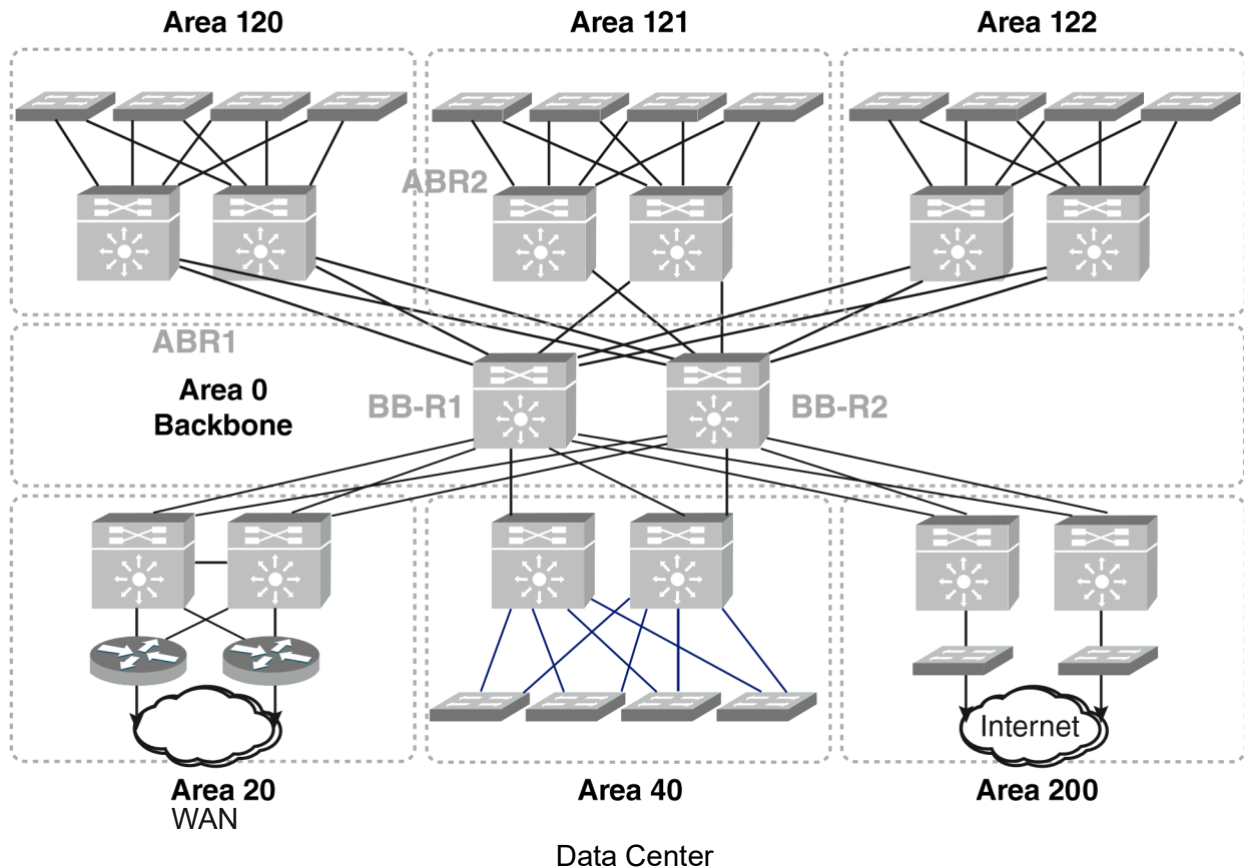 Area 120
Area 121
Area 122
ABR2
ABR1
Area 0
Backbone
BB-R1
BB-R2
Internet
Area 20
WAN
Area 40
Area 200
Data Center